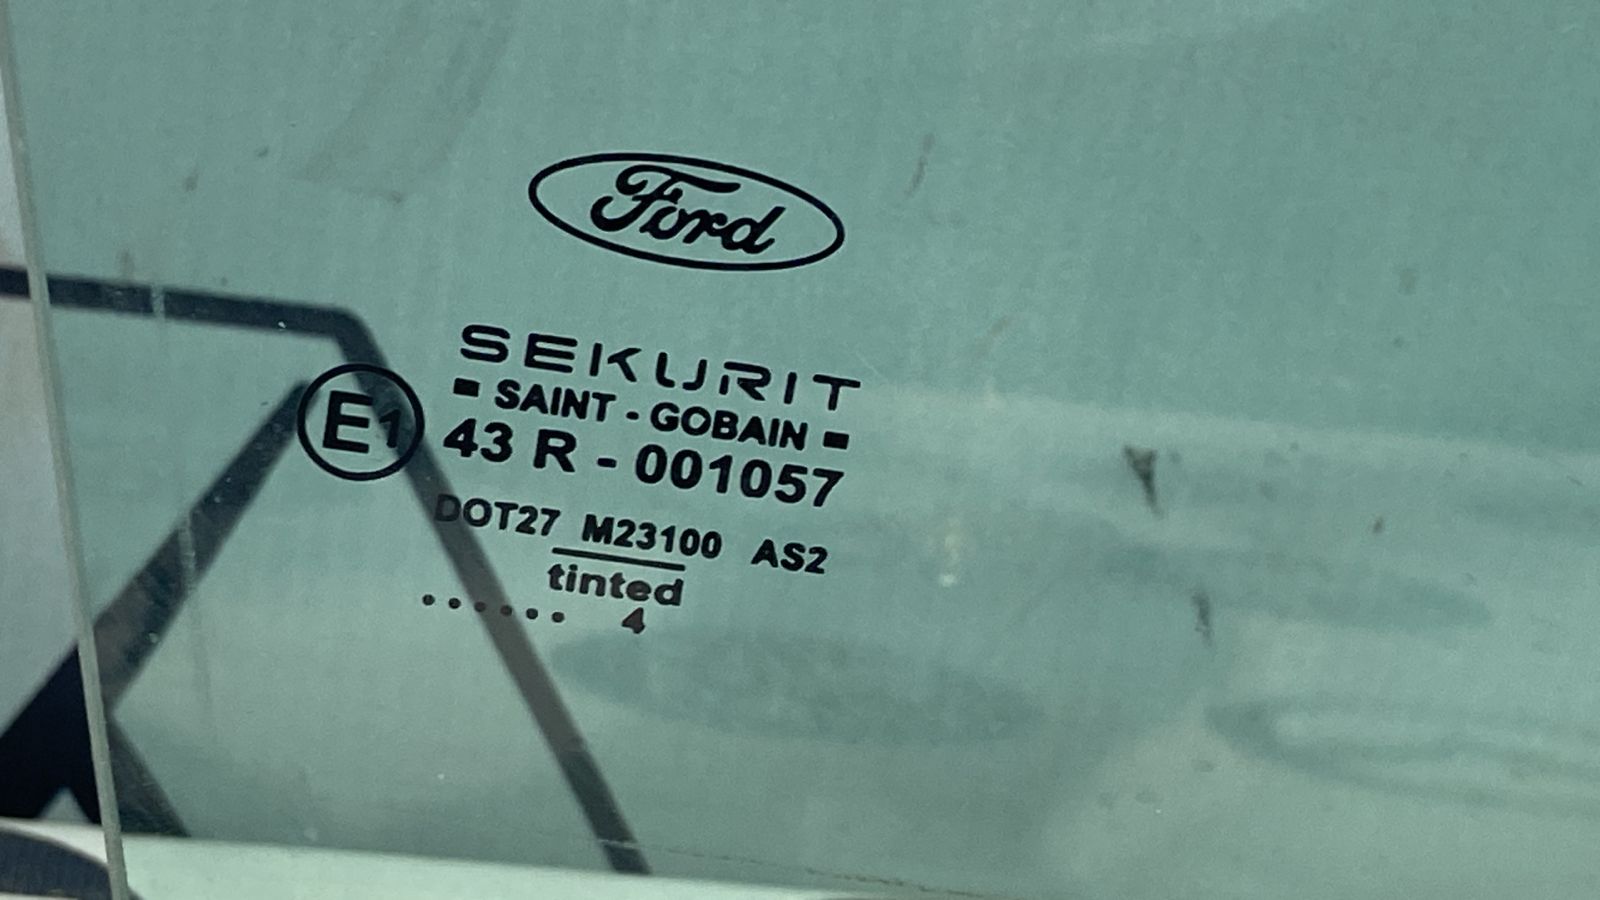 Ford
SEKURIT
SAINT - GOBAIN
E1 43 R - 001057
DOT27 M23100 AS2
tinted
...... 4